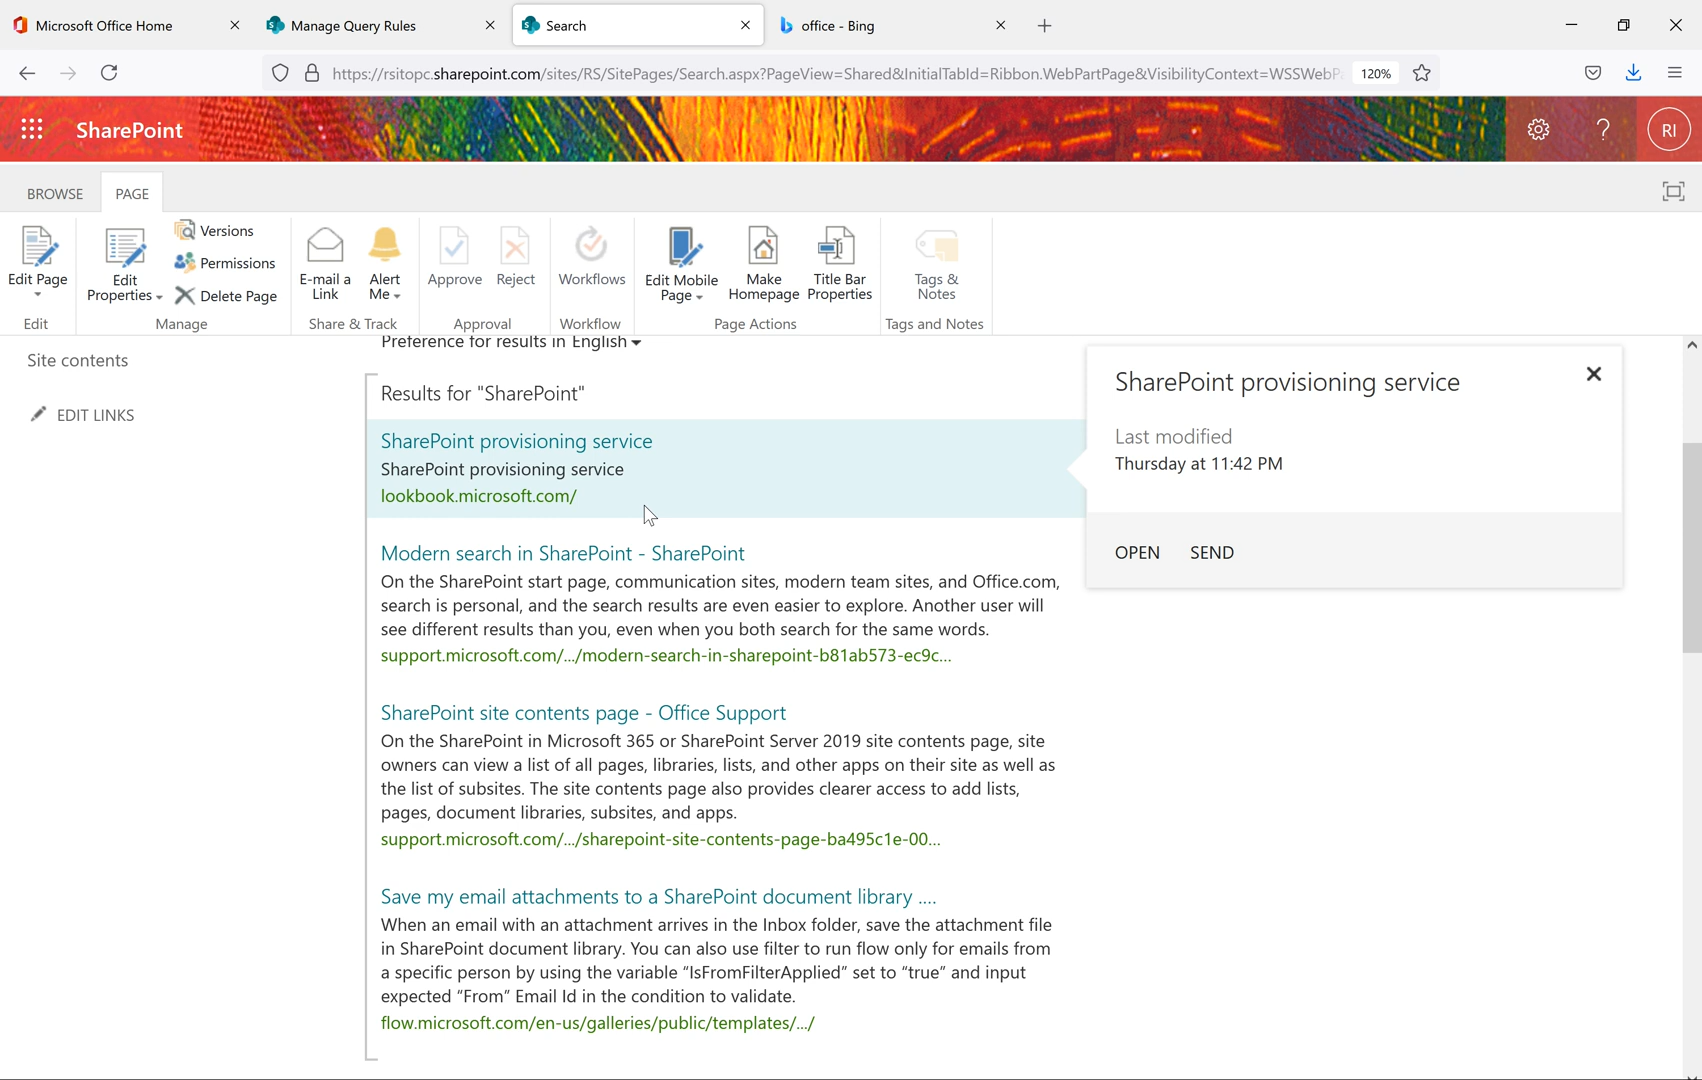 Microsoft Office Home
Manage Query Rules
Search
office - Bing
https://rsitopc.sharepoint.com/sites/RS/SitePages/Search.aspx?PageView=Shared&InitialTabId=Ribbon.WebPartPage&VisibilityContext=WSSWebP
120%
SharePoint
?
RI
BROWSE
PAGE
Edit Page
Edit
Properties
Versions
Permissions
Delete Page
E-mail a
Link
Alert
Me
Approve
Reject
Workflows
Edit Mobile
Page
Make
Homepage
Title Bar
Properties
Tags &
Notes
Edit
Manage
Share & Track
Approval
Workflow
Page Actions
Tags and Notes
Site contents
EDIT LINKS
Preference for results in English
Results for "SharePoint"
SharePoint provisioning service
SharePoint provisioning service
lookbook.microsoft.com/
Modern search in SharePoint - SharePoint
On the SharePoint start page, communication sites, modern team sites, and Office.com,
search is personal, and the search results are even easier to explore. Another user will
see different results than you, even when you both search for the same words.
support.microsoft.com/.../modern-search-in-sharepoint-b81ab573-ec9c...
SharePoint site contents page - Office Support
On the SharePoint in Microsoft 365 or SharePoint Server 2019 site contents page, site
owners can view a list of all pages, libraries, lists, and other apps on their site as well as
the list of subsites. The site contents page also provides clearer access to add lists,
pages, document libraries, subsites, and apps.
support.microsoft.com/.../sharepoint-site-contents-page-ba495c1e-00...
Save my email attachments to a SharePoint document library ....
When an email with an attachment arrives in the Inbox folder, save the attachment file
in SharePoint document library. You can also use filter to run flow only for emails from
a specific person by using the variable “IsFromFilterApplied” set to “true” and input
expected “From” Email Id in the condition to validate.
flow.microsoft.com/en-us/galleries/public/templates/.../
SharePoint provisioning service
Last modified
Thursday at 11:42 PM
OPEN
SEND